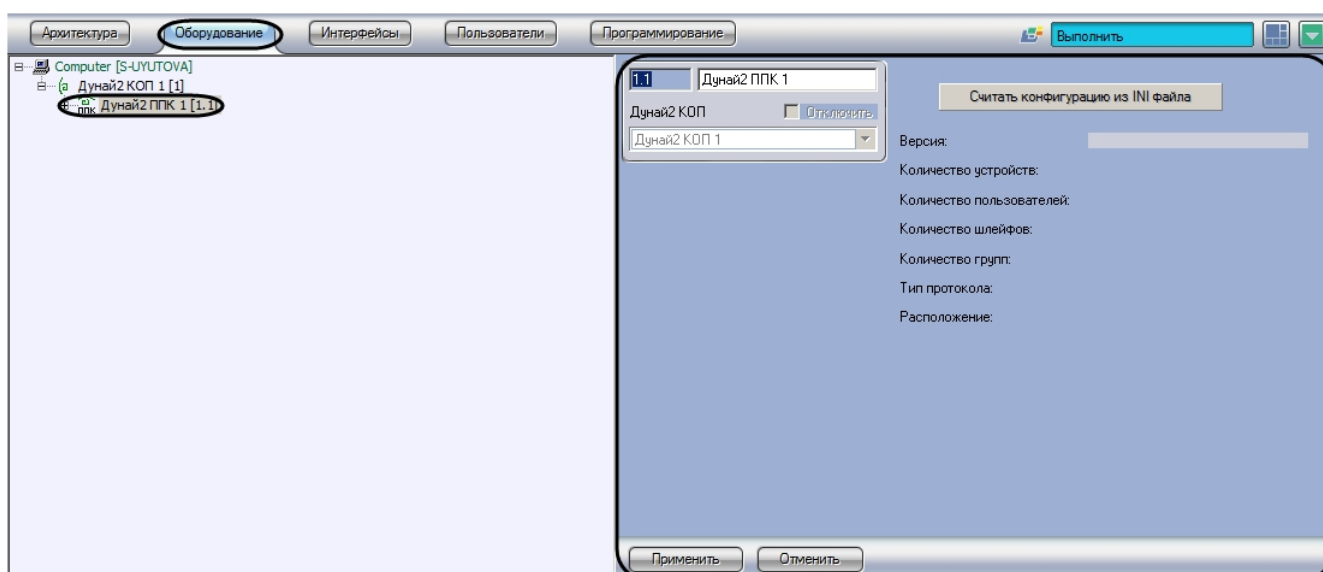 Архитектура Оборудование Интерфейсы Пользователи Программирование Выполнить
Computer [S-UYUTOVA]
Дунай2 КОП 1 [1]
ппк Дунай2 ППК 1 [1.1]
1.1 Дунай2 ППК 1
Дунай2 КОП Отключить
Дунай2 КОП 1
Считать конфигурацию из INI файла
Версия:
Количество устройств:
Количество пользователей:
Количество шлейфов:
Количество групп:
Тип протокола:
Расположение:
Применить Отменить